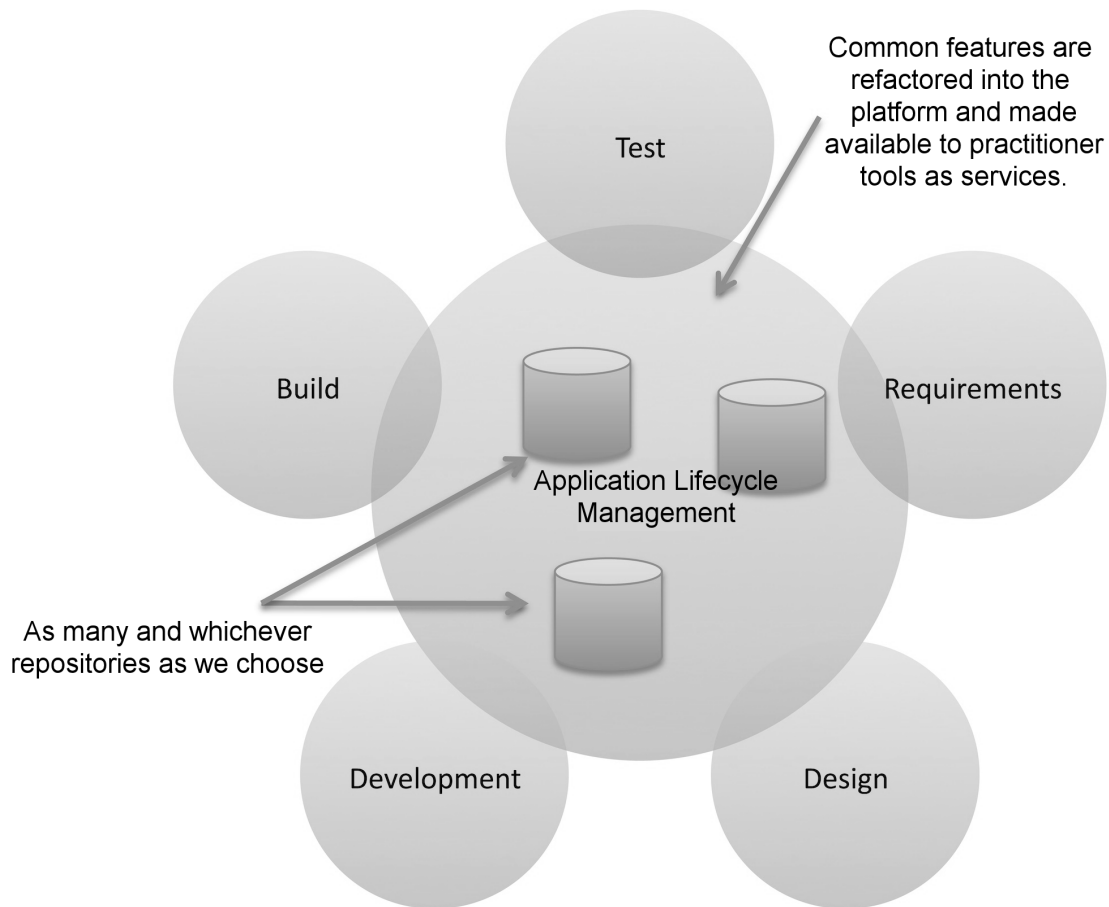 Common features are
refactored into the
platform and made
available to practitioner
tools as services.
Test
Build
Requirements
Application Lifecycle
Management
As many and whichever
repositories as we choose
Development
Design